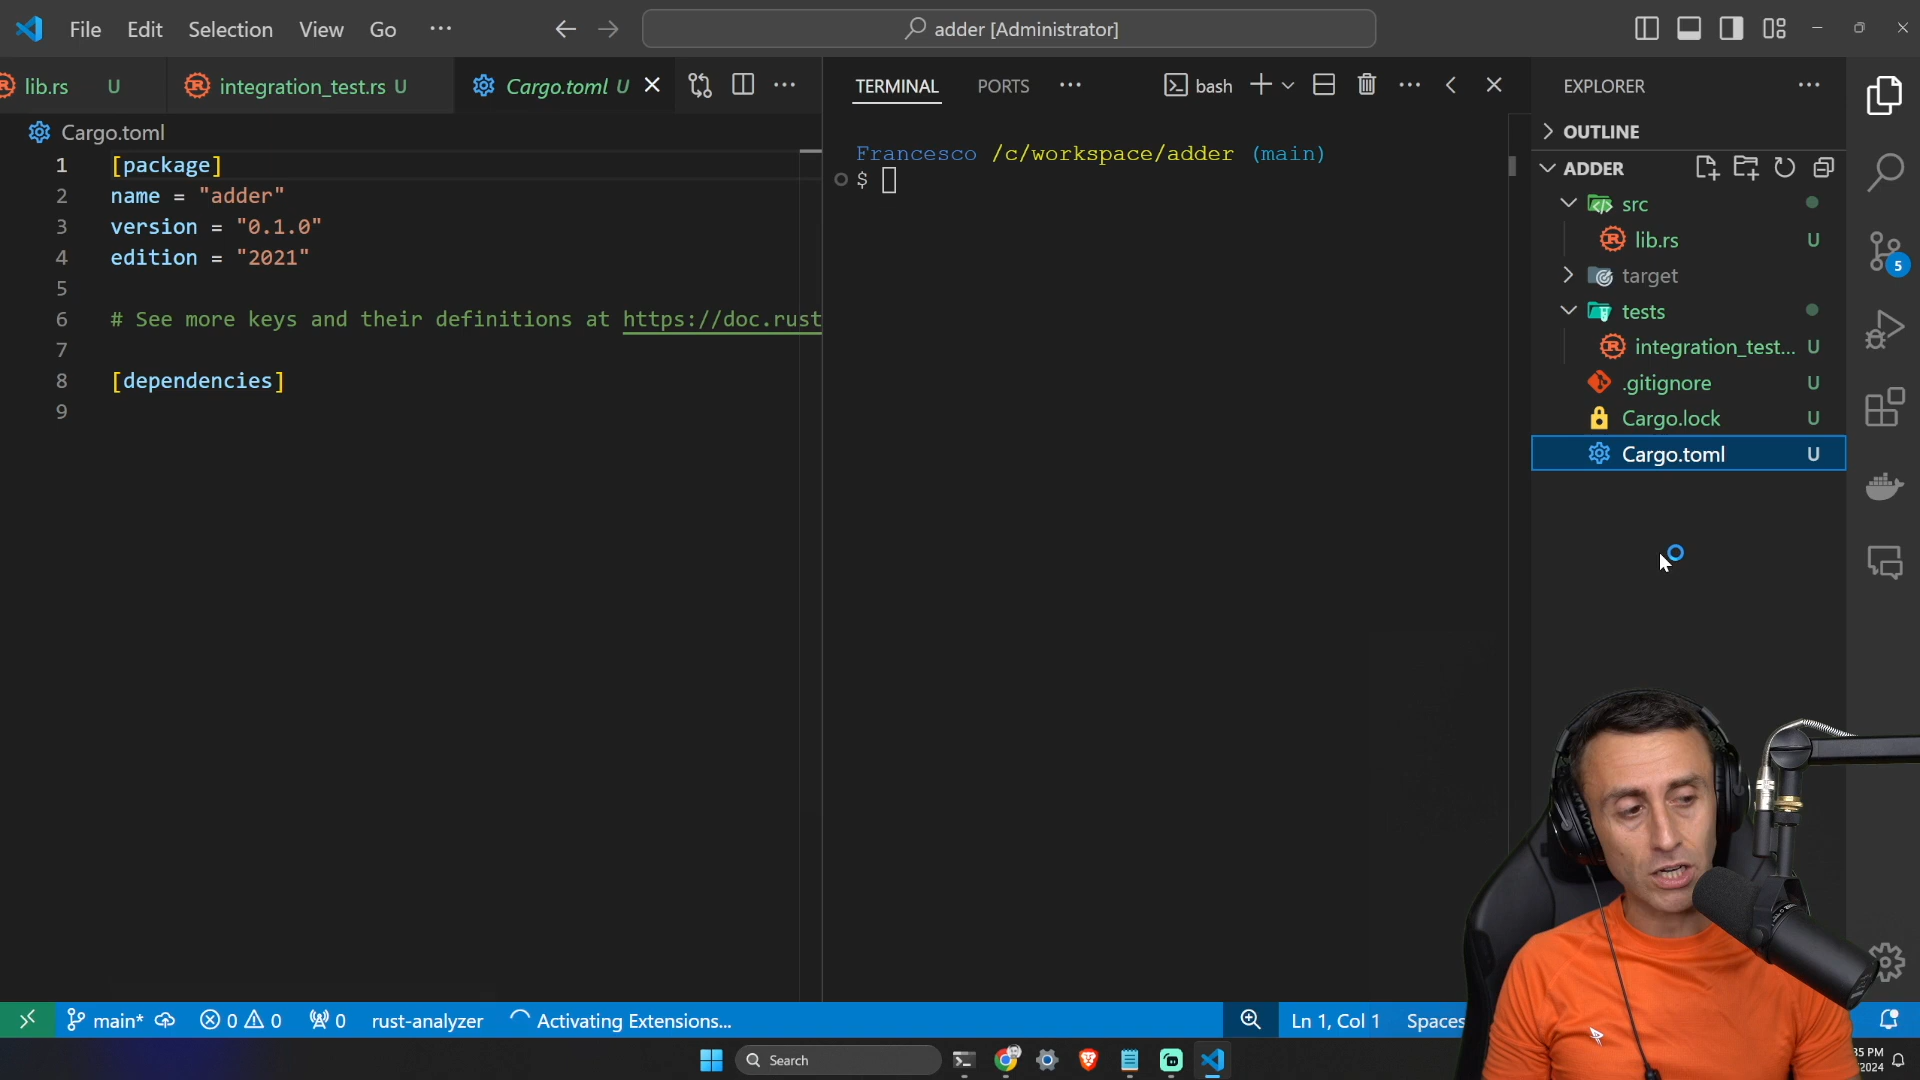 File Edit Selection View Go ···
adder [Administrator]
lib.rs U
integration_test.rs U
Cargo.toml U
TERMINAL
PORTS
bash
EXPLORER
Cargo.toml
OUTLINE
ADDER
1 [package]
2 name = "adder"
3 version = "0.1.0"
4 edition = "2021"
5
6 # See more keys and their definitions at https://doc.rust
7
8 [dependencies]
9
Francesco /c/workspace/adder (main)
$
src
lib.rs U
target
tests
integration_test... U
.gitignore U
Cargo.lock U
Cargo.toml U
5
main* 0 0 0 rust-analyzer Activating Extensions...
Ln 1, Col 1 Spaces
Search
35 PM
2024